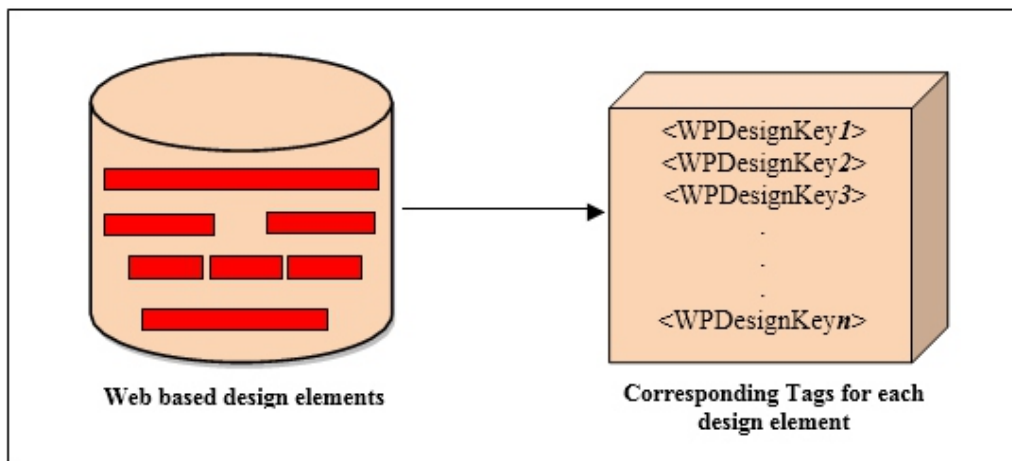 <WPDesignKey1>
<WPDesignKey2>
<WPDesignKey3>
.
.
.
<WPDesignKeyn>
Web based design elements
Corresponding Tags for each
design element